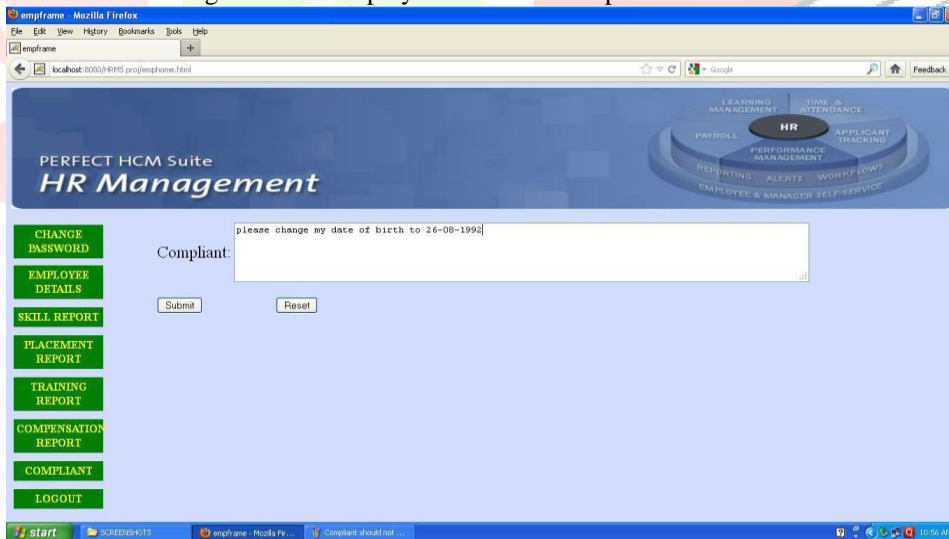 empframe - Mozilla Firefox
File Edit View History Bookmarks Tools Help
empframe
localhost:8080/HRMS proj/emphome.html
Google
Feedback
LEARNING MANAGEMENT
TIME & ATTENDANCE
HR
PAYROLL
APPLICANT TRACKING
PERFORMANCE MANAGEMENT
REPORTING ALERTS WORKFLOWS
EMPLOYEE & MANAGER SELF-SERVICE
PERFECT HCM Suite
HR Management
CHANGE
PASSWORD
EMPLOYEE
DETAILS
SKILL REPORT
PLACEMENT
REPORT
TRAINING
REPORT
COMPENSATION
REPORT
COMPLIANT
LOGOUT
Compliant:
please change my date of birth to 26-08-1992
Submit Reset
start
SCREENSHOTS
empframe - Mozilla Fir...
Compliant should not ...
10:56 AM